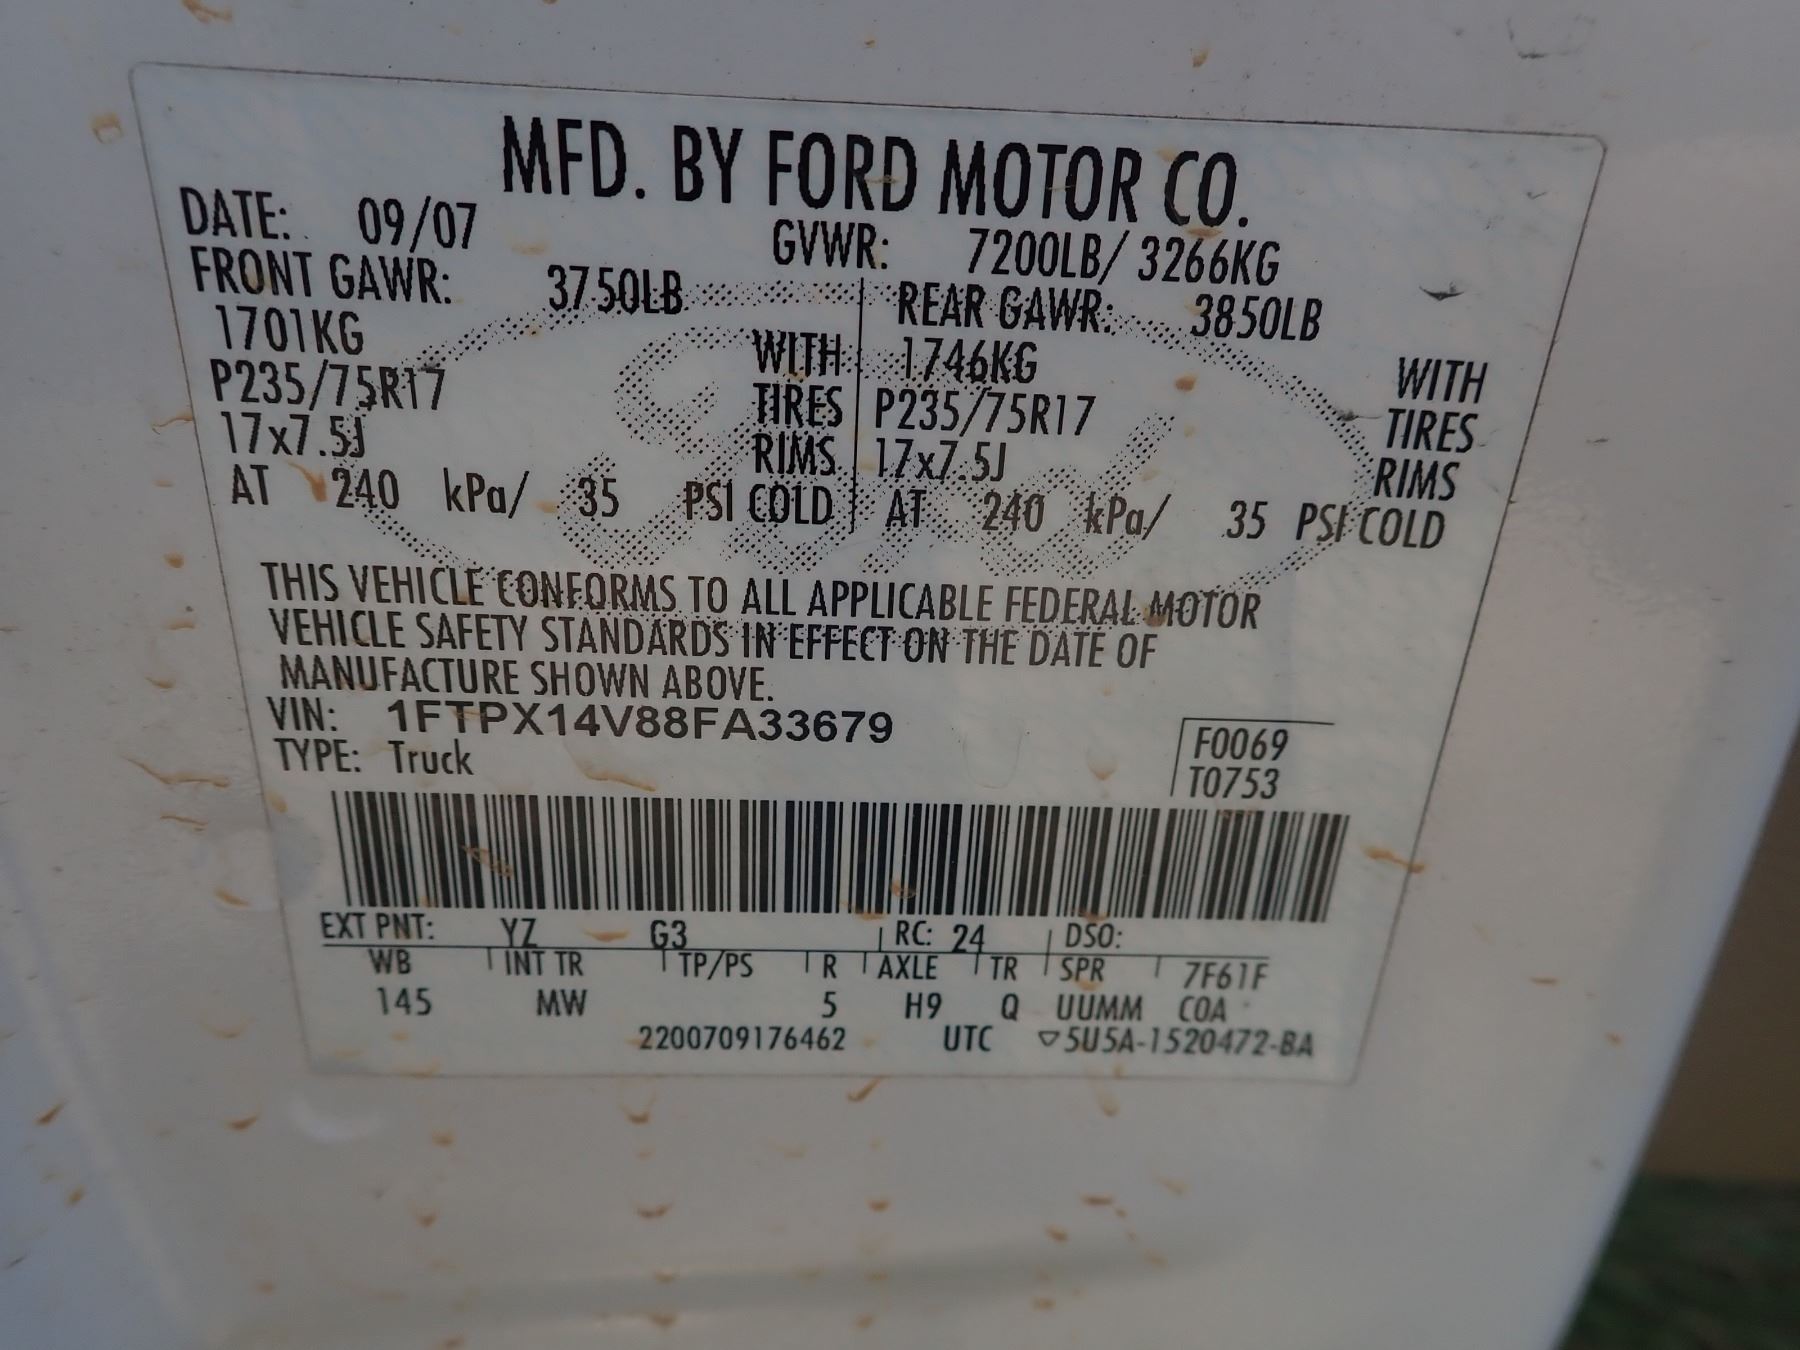 MFD. BY FORD MOTOR CO.
DATE: 09/07 GVWR: 7200LB/ 3266KG
FRONT GAWR: 3750LB REAR GAWR: 3850LB
1701KG WITH 1746KG WITH
P235/75R17 TIRES P235/75R17 TIRES
17x7.5J RIMS 17x7.5J RIMS
AT 240 kPa/ 35 PSI COLD AT 240 kPa/ 35 PSI COLD
THIS VEHICLE CONFORMS TO ALL APPLICABLE FEDERAL MOTOR
VEHICLE SAFETY STANDARDS IN EFFECT ON THE DATE OF
MANUFACTURE SHOWN ABOVE.
VIN: 1FTPX14V88FA33679 F0069
TYPE: Truck T0753
EXT PNT: YZ G3 RC: 24 DSO:
WB INT TR TP/PS R AXLE TR SPR 7F61F
145 MW 5 H9 Q UUMM COA
2200709176462 UTC ▽5U5A-1520472-BA